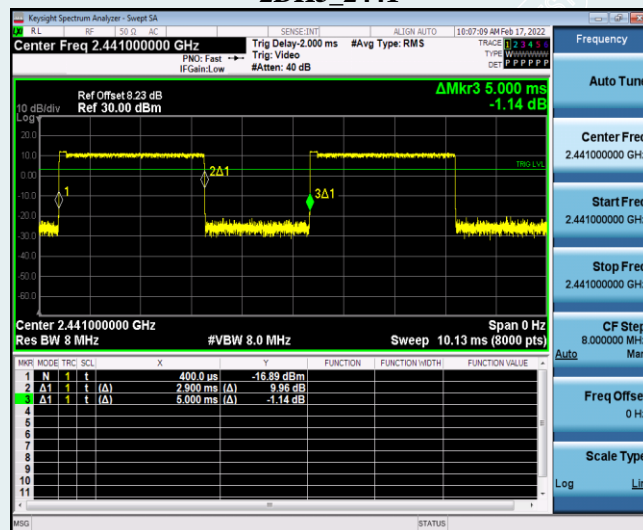 Keysight Spectrum Analyzer - Swept SA
RL RF 50 Ω AC SENSE:INT ALIGN AUTO 10:07:09 AM Feb 17, 2022
Center Freq 2.441000000 GHz
PNO: Fast
IFGain:Low
Trig Delay-2.000 ms
Trig: Video
#Atten: 40 dB
#Avg Type: RMS
TRACE 1 2 3 4 5 6
TYPE WWWWWW
DET P P P P P P
Ref Offset 8.23 dB
Ref 30.00 dBm
10 dB/div
Log
ΔMkr3 5.000 ms
-1.14 dB
20.0
10.0
0.00
-10.0
-20.0
-30.0
-40.0
-50.0
-60.0
1
2Δ1
3Δ1
TRIG LVL
Center 2.441000000 GHz Span 0 Hz
Res BW 8 MHz #VBW 8.0 MHz Sweep 10.13 ms (8000 pts)
MKR MODE TRC SCL X Y FUNCTION FUNCTION WIDTH FUNCTION VALUE
1 N 1 t 400.0 µs -16.89 dBm
2 Δ1 1 t (Δ) 2.900 ms (Δ) 9.96 dB
3 Δ1 1 t (Δ) 5.000 ms (Δ) -1.14 dB
4
5
6
7
8
9
10
11
MSG STATUS
Frequency
Auto Tune
Center Freq
2.441000000 GHz
Start Freq
2.441000000 GHz
Stop Freq
2.441000000 GHz
CF Step
8.000000 MHz
Auto Man
Freq Offset
0 Hz
Scale Type
Log Lin